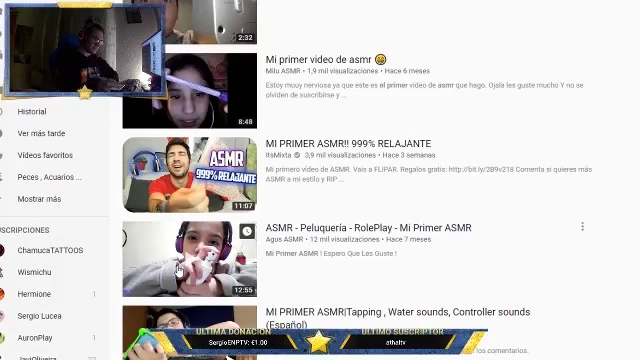 2:32
Mi primer video de asmr
Milu ASMR • 1,9 mil visualizaciones • Hace 6 meses
Estoy muuy nerviosa ya que este es el primer video de asmr que hago. Ojala les guste mucho Y no se
olviden de suscribirse y ...
8:48
Historial
Ver más tarde
Vídeos favoritos
Peces , Acuarios ...
Mostrar más
MI PRIMER ASMR!! 999% RELAJANTE
ItsMixta • 3,9 mil visualizaciones • Hace 3 semanas
Mi primero video de ASMR. Vais a FLIPAR. Regalos gratis: http://bit.ly/2B9v218 Comenta si quieres más
ASMR a mi estilo y RIP ...
ASMR
999% RELAJANTE
11:07
SUSCRIPCIONES
ChamucaTATTOOS
Wismichu
Hermione 1
Sergio Lucea
AuronPlay 1
JaviOliveira 22
ASMR - Peluquería - RolePlay - Mi Primer ASMR
Agus ASMR • 12 mil visualizaciones • Hace 7 meses
Mi Primer ASMR ! Espero Que Les Guste !
12:55
MI PRIMER ASMR|Tapping , Water sounds, Controller sounds
(Español)
ULTIMA DONACION
SergioENPTV: €1.00
ULTIMO SUSCRIPTOR
athaltv
los comentarios.